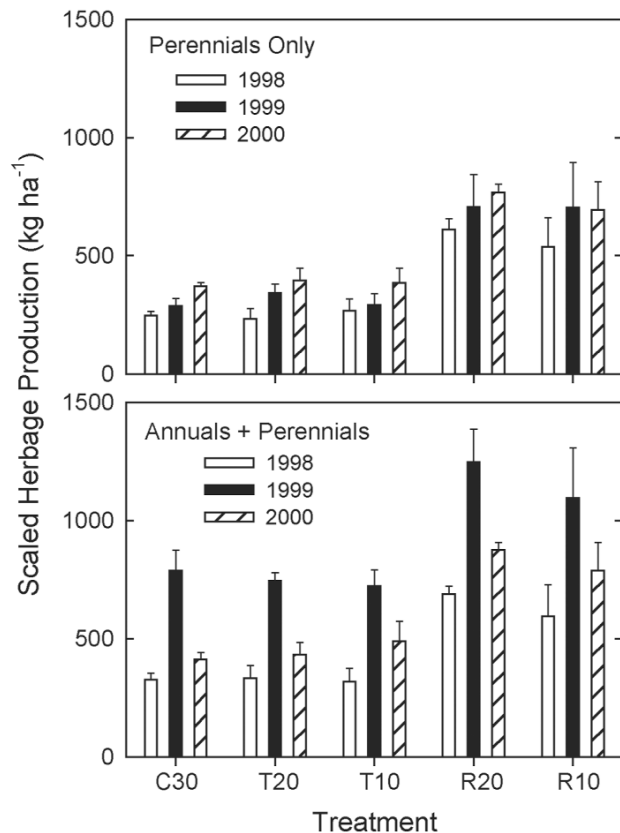 Scaled Herbage Production (kg ha⁻¹)
1500
Perennials Only
1998
1999
2000
1000
500
0
1500
Annuals + Perennials
1998
1999
2000
1000
500
0
C30 T20 T10 R20 R10
Treatment